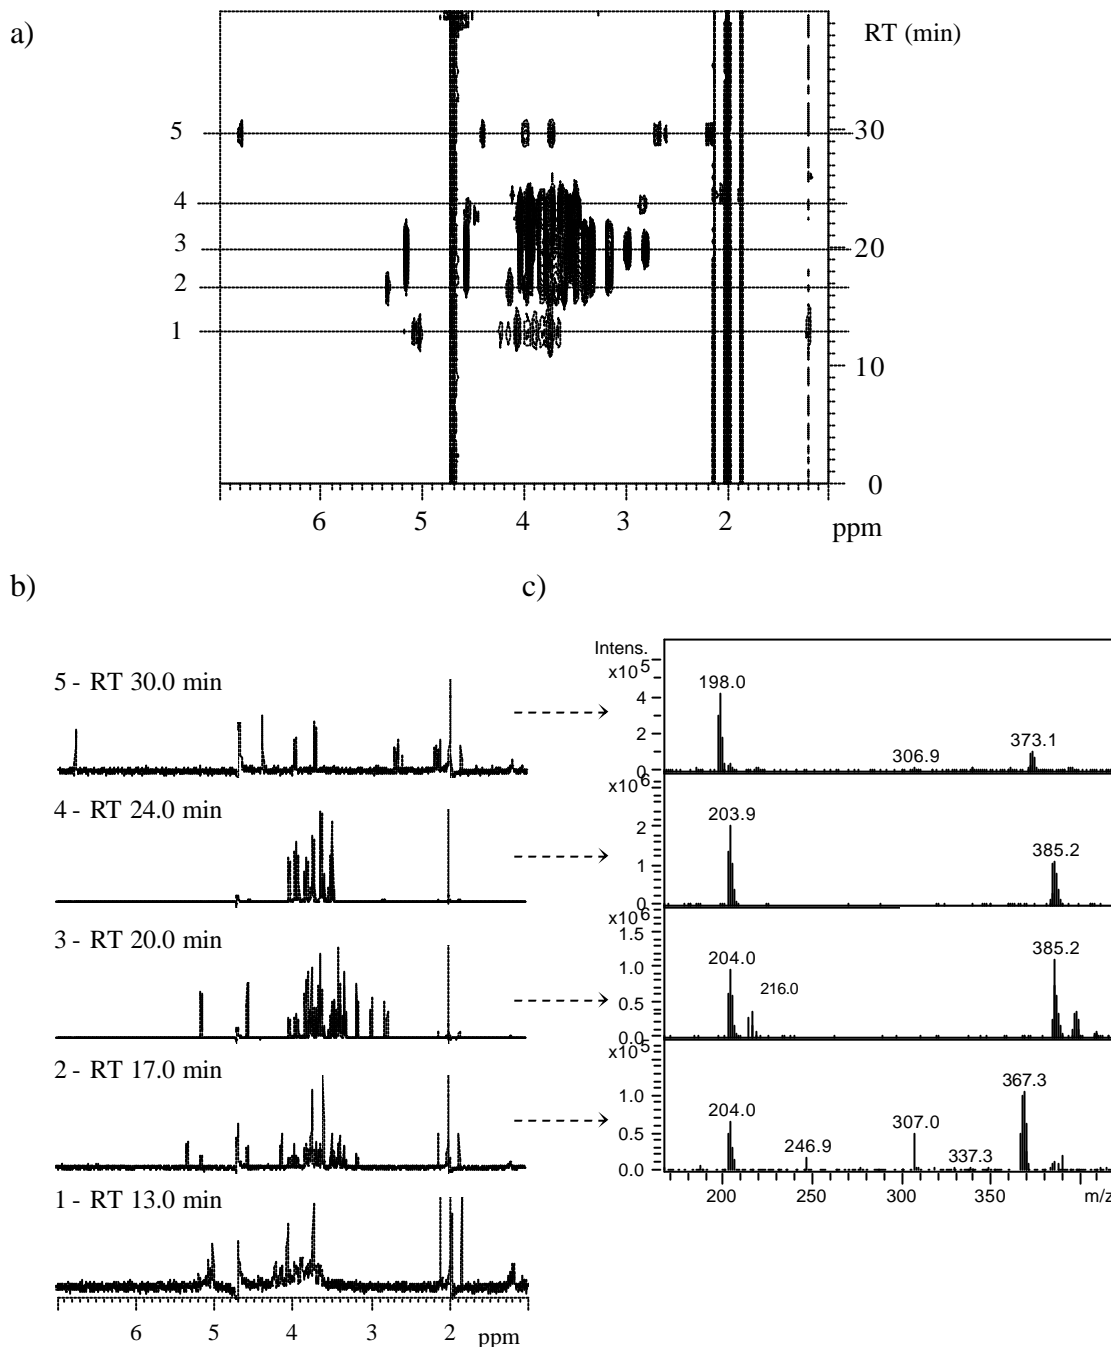 a)
RT (min)
5
30
4
3
20
2
1
10
0
6
5
4
3
2
ppm
b)
c)
5 - RT 30.0 min
4 - RT 24.0 min
3 - RT 20.0 min
2 - RT 17.0 min
1 - RT 13.0 min
6
5
4
3
2
ppm
Intens.
x10⁵
4
2
0
198.0
306.9
373.1
x10⁶
2
1
0
203.9
385.2
x10⁶
1.5
1.0
0.5
0.0
204.0
216.0
385.2
x10⁵
1.0
0.5
0.0
204.0
246.9
307.0
337.3
367.3
200
250
300
350
m/z